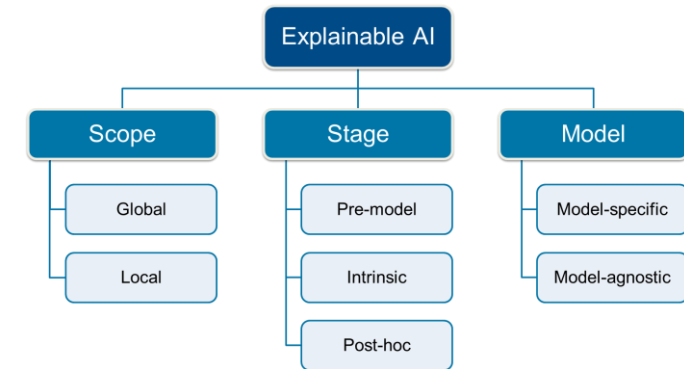 Explainable AI
Scope
Stage
Model
Global
Pre-model
Model-specific
Local
Intrinsic
Model-agnostic
Post-hoc